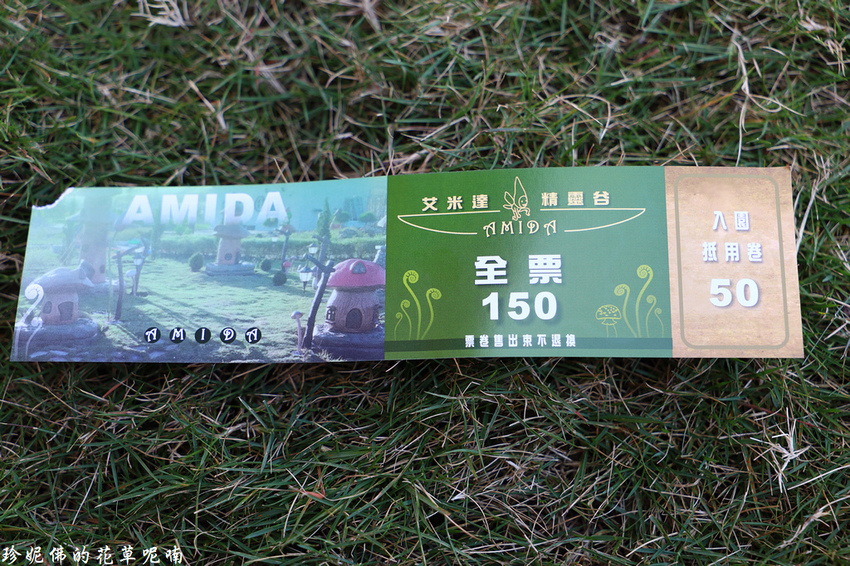 AMIDA
AMIDA
艾米達 精靈谷
AMIDA
全票
150
票卷售出束不退換
入園
抵用卷
50
珍妮佛的花草呢喃